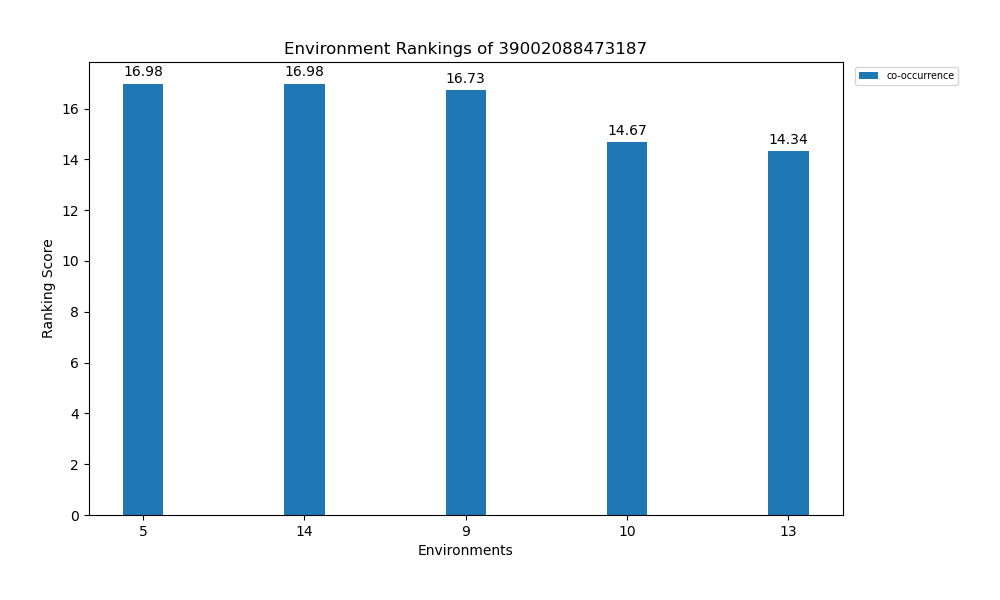 Environment Rankings of 39002088473187
co-occurrence
16.98
16.98
16.73
14.67
14.34
Ranking Score
16
14
12
10
8
6
4
2
0
5 14 9 10 13
Environments